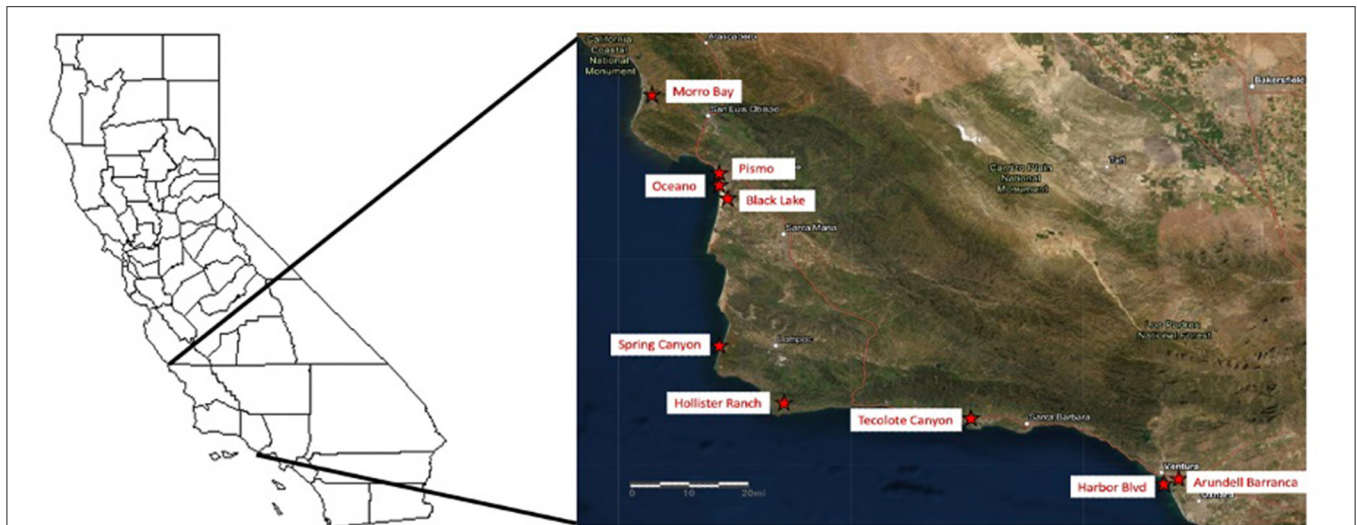 California
Coastal
National
Monument
Atascadero
Bakersfield
Morro Bay
San Luis Obispo
Pismo
Oceano
Black Lake
Carrizo Plain
National
Monument
Taft
Santa Maria
Spring Canyon
Lompoc
Los Padres
National Forest
Hollister Ranch
Tecolote Canyon
Santa Barbara
Ventura
Harbor Blvd
Arundell Barranca
Oxnard
0 10 20mi